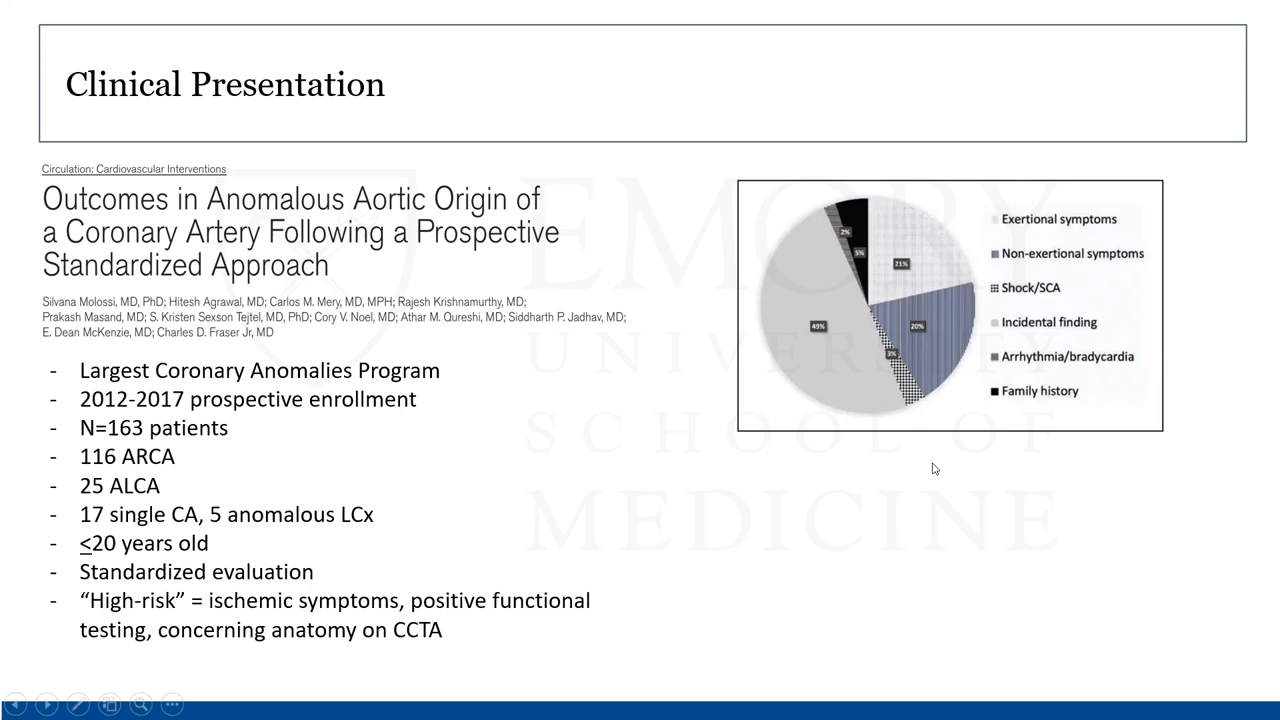 Clinical Presentation
Circulation: Cardiovascular Interventions
Outcomes in Anomalous Aortic Origin of
a Coronary Artery Following a Prospective
Standardized Approach
Silvana Molossi, MD, PhD; Hitesh Agrawal, MD; Carlos M. Mery, MD, MPH; Rajesh Krishnamurthy, MD;
Prakash Masand, MD; S. Kristen Sexson Tejtel, MD, PhD; Cory V. Noel, MD; Athar M. Qureshi, MD; Siddharth P. Jadhav, MD;
E. Dean McKenzie, MD; Charles D. Fraser Jr, MD
- Largest Coronary Anomalies Program
- 2012-2017 prospective enrollment
- N=163 patients
- 116 ARCA
- 25 ALCA
- 17 single CA, 5 anomalous LCx
- <20 years old
- Standardized evaluation
- “High-risk” = ischemic symptoms, positive functional
testing, concerning anatomy on CCTA
2%
5%
21%
49%
20%
3%
Exertional symptoms
Non-exertional symptoms
Shock/SCA
Incidental finding
Arrhythmia/bradycardia
Family history
EMORY
UNIVERSITY
SCHOOL OF
MEDICINE